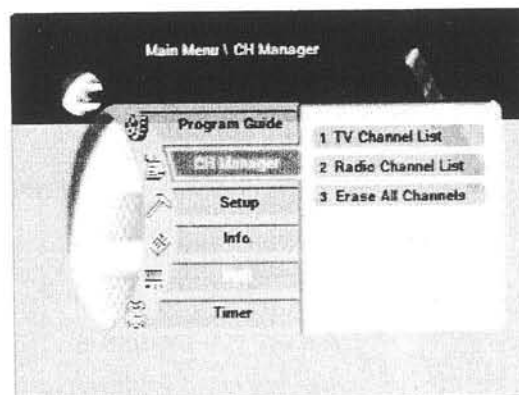 Main Menu \ CH Manager
Program Guide
CH Manager
Setup
Info
Timer
1 TV Channel List
2 Radio Channel List
3 Erase All Channels